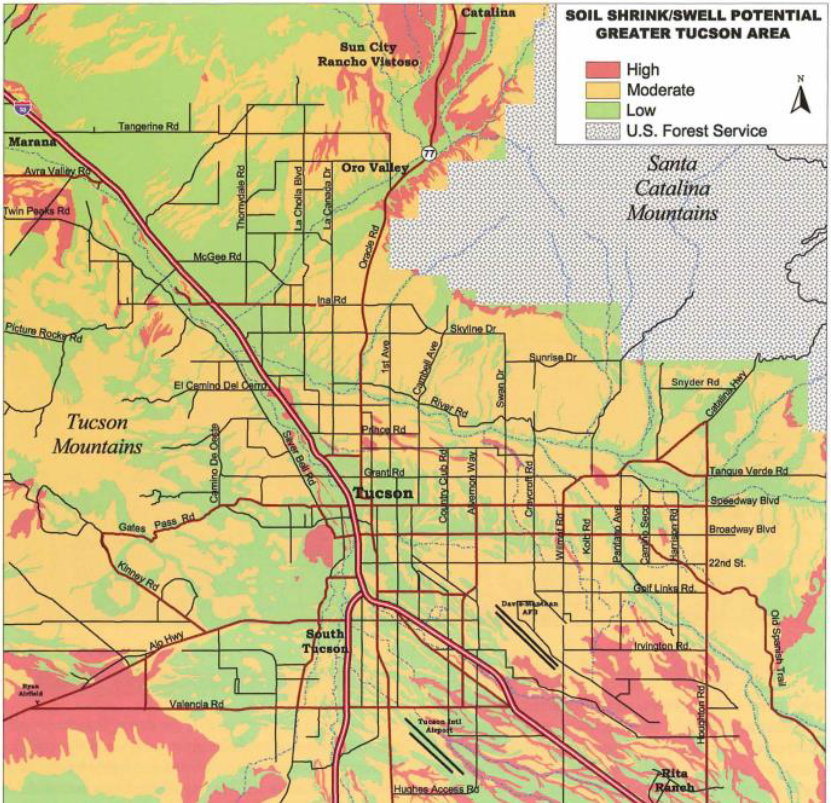 SOIL SHRINK/SWELL POTENTIAL
GREATER TUCSON AREA
High
Moderate
Low
U.S. Forest Service
N
Catalina
Sun City
Rancho Vistoso
10
Tangerine Rd
Marana
77
Oro Valley
Avra Valley Rd
Thornydale Rd
La Cholla Blvd
La Canada Dr
Santa
Catalina
Mountains
Twin Peaks Rd
Oracle Rd
McGee Rd
Ina Rd
Picture Rocks Rd
Skyline Dr
1st Ave
Campbell Ave
Swan Dr
Sunrise Dr
El Camino Del Cerro
Snyder Rd
Catalina Hwy
River Rd
Tucson
Mountains
Camino De Oeste
Silver Bell Rd
Prince Rd
Grant Rd
Country Club Rd
Alvernon Way
Craycroft Rd
Tanque Verde Rd
Tucson
Speedway Blvd
Gates Pass Rd
Wilmot Rd
Kolb Rd
Pantano Ave
Camino Seco
Harrison Rd
Broadway Blvd
22nd St.
Kinney Rd
Golf Links Rd.
Davis-Monthan
AFB
Old Spanish Trail
South
Tucson
Ajo Hwy
Irvington Rd.
Ryan
Airfield
Valencia Rd
Houghton Rd
Tucson Intl
Airport
Rita
Ranch
Hughes Access Rd